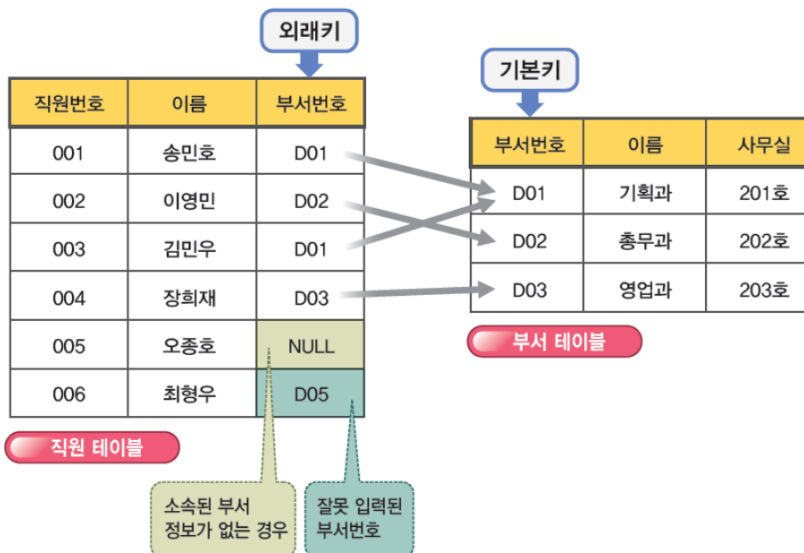 외래키
직원번호 이름 부서번호
001 송민호 D01
002 이영민 D02
003 김민우 D01
004 장희재 D03
005 오종호 NULL
006 최형우 D05
직원 테이블
소속된 부서
정보가 없는 경우
잘못 입력된
부서번호
기본키
부서번호 이름 사무실
D01 기획과 201호
D02 총무과 202호
D03 영업과 203호
부서 테이블